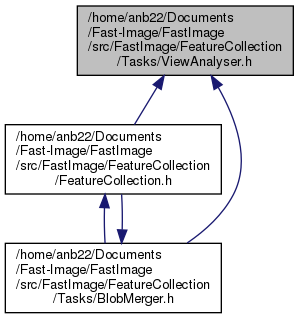 /home/anb22/Documents
/Fast-Image/FastImage
/src/FastImage/FeatureCollection
/Tasks/ViewAnalyser.h
/home/anb22/Documents
/Fast-Image/FastImage
/src/FastImage/FeatureCollection
/FeatureCollection.h
/home/anb22/Documents
/Fast-Image/FastImage
/src/FastImage/FeatureCollection
/Tasks/BlobMerger.h